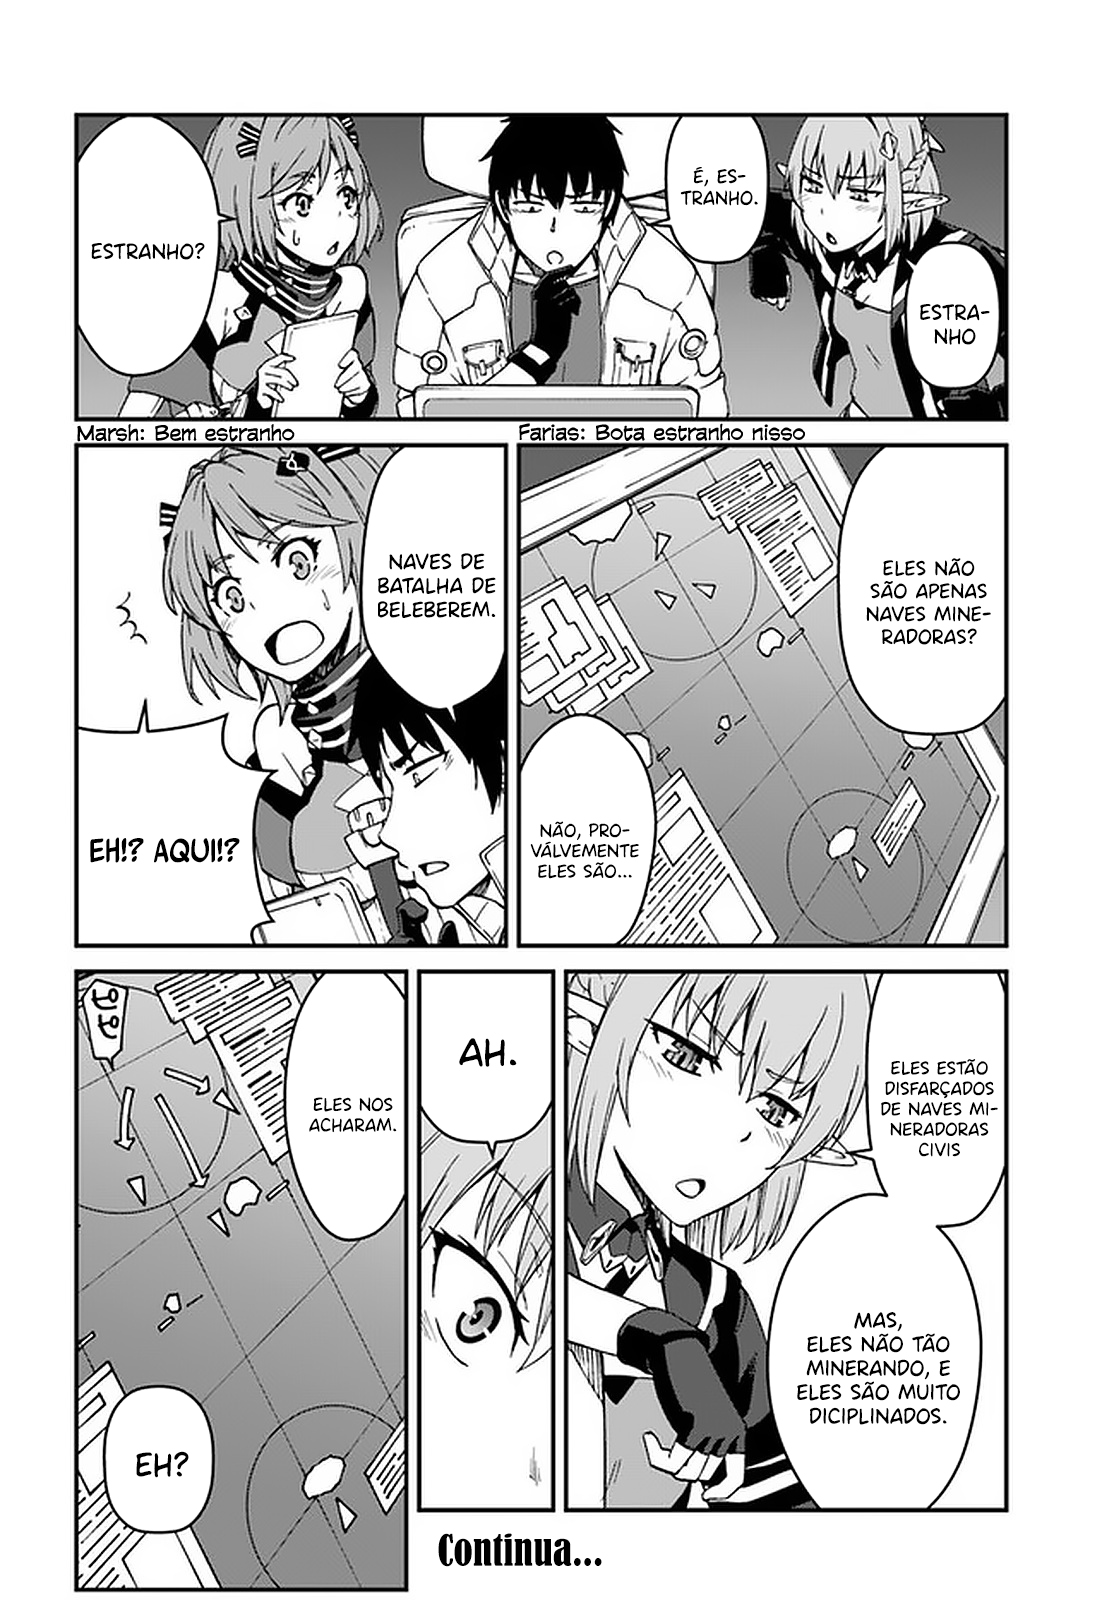 É, ES-
TRANHO.
ESTRA-
NHO
ESTRANHO?
Marsh: Bem estranho
Farias: Bota estranho nisso
ELES NÃO
SÃO APENAS
NAVES MINE-
RADORAS?
NÃO, PRO-
VÁLVEMENTE
ELES SÃO...
NAVES DE
BATALHA DE
BELEBEREM.
EH!? AQUI!?
ELES ESTÃO
DISFARÇADOS
DE NAVES MI-
NERADORAS
CIVIS
MAS,
ELES NÃO TÃO
MINERANDO, E
ELES SÃO MUITO
DICIPLINADOS.
AH.
ELES NOS
ACHARAM.
ピピ
EH?
Continua...